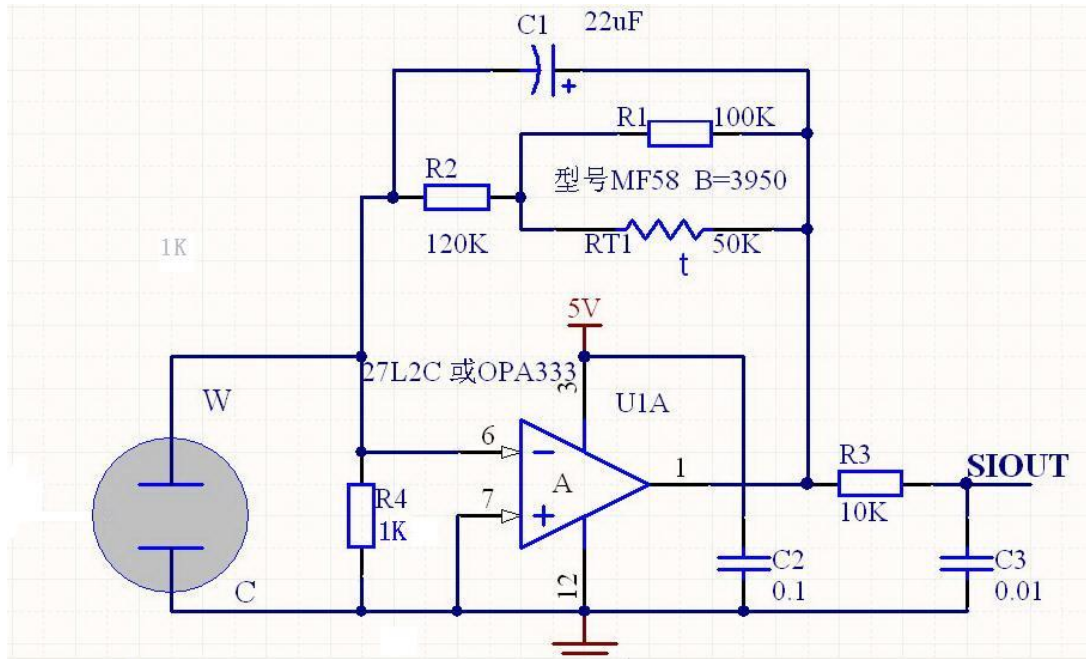 C1 22uF
R1 100K
R2
型号MF58 B=3950
120K
RT1 50K
1K
t
5V
27L2C 或OPA333
3
U1A
W
6
R4
1K
A
1
R3
SIOUT
7
10K
C
12
C2
0.1
C3
0.01